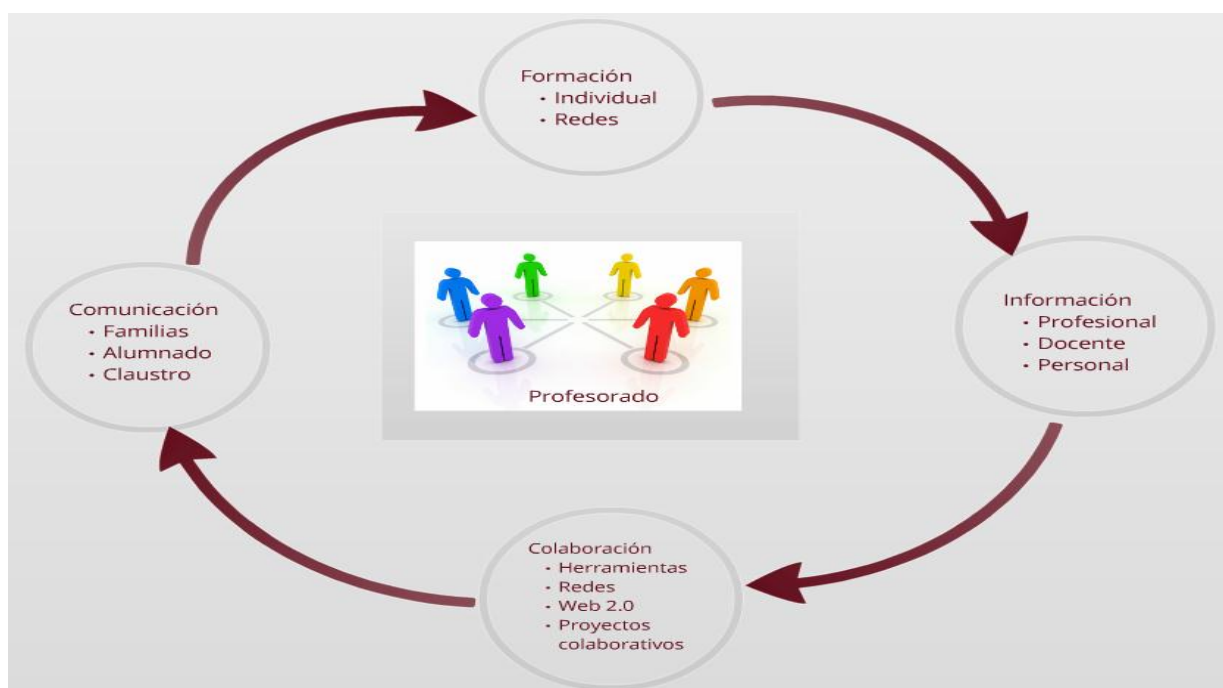 Formación
• Individual
• Redes
Información
• Profesional
• Docente
• Personal
Colaboración
• Herramientas
• Redes
• Web 2.0
• Proyectos
colaborativos
Comunicación
• Familias
• Alumnado
• Claustro
Profesorado